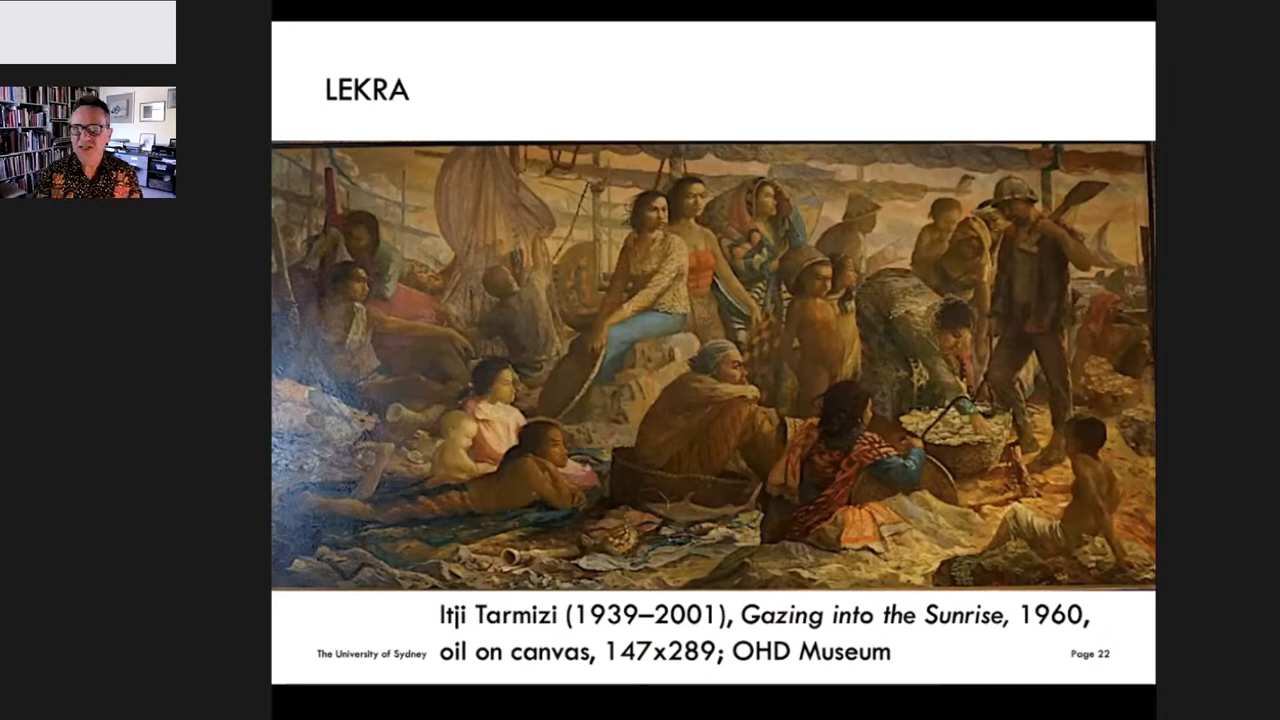 LEKRA
Itji Tarmizi (1939–2001), Gazing into the Sunrise, 1960,
oil on canvas, 147x289; OHD Museum
The University of Sydney
Page 22